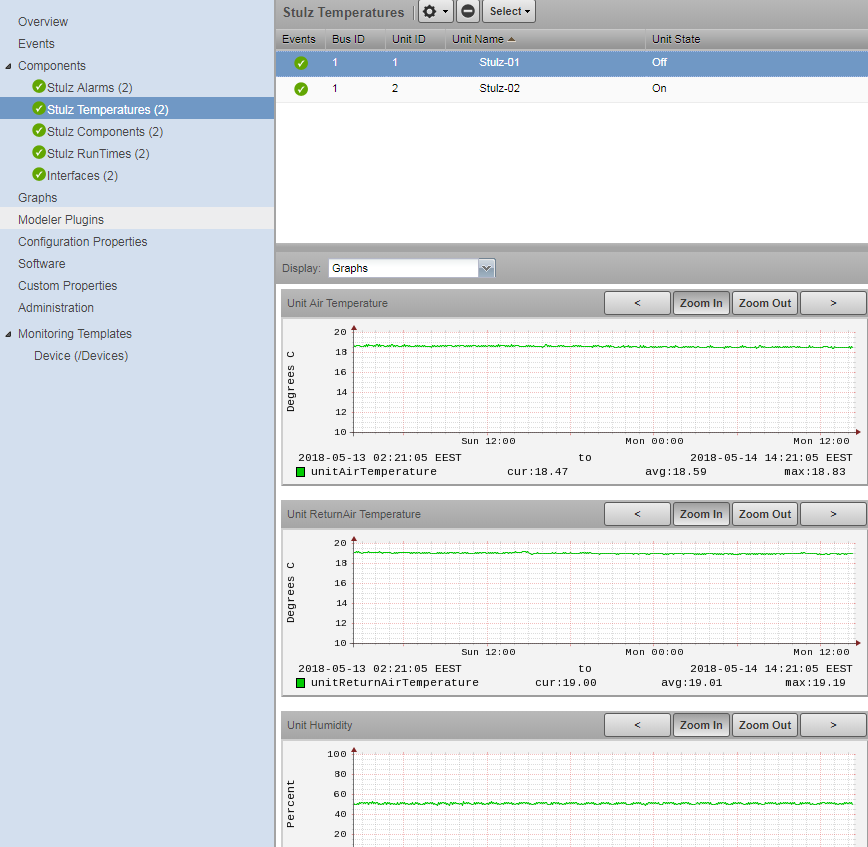 Overview
Events
Components
Stulz Alarms (2)
Stulz Temperatures (2)
Stulz Components (2)
Stulz RunTimes (2)
Interfaces (2)
Graphs
Modeler Plugins
Configuration Properties
Software
Custom Properties
Administration
Monitoring Templates
Device (/Devices)
Stulz Temperatures Select
Events Bus ID Unit ID Unit Name Unit State
1 1 Stulz-01 Off
1 2 Stulz-02 On
Display: Graphs
Unit Air Temperature < Zoom In Zoom Out >
Degrees C
20
18
16
14
12
10
Sun 12:00 Mon 00:00 Mon 12:00
2018-05-13 02:21:05 EEST to 2018-05-14 14:21:05 EEST
unitAirTemperature cur:18.47 avg:18.59 max:18.83
Unit ReturnAir Temperature < Zoom In Zoom Out >
Degrees C
20
18
16
14
12
10
Sun 12:00 Mon 00:00 Mon 12:00
2018-05-13 02:21:05 EEST to 2018-05-14 14:21:05 EEST
unitReturnAirTemperature cur:19.00 avg:19.01 max:19.19
Unit Humidity < Zoom In Zoom Out >
Percent
100
80
60
40
20